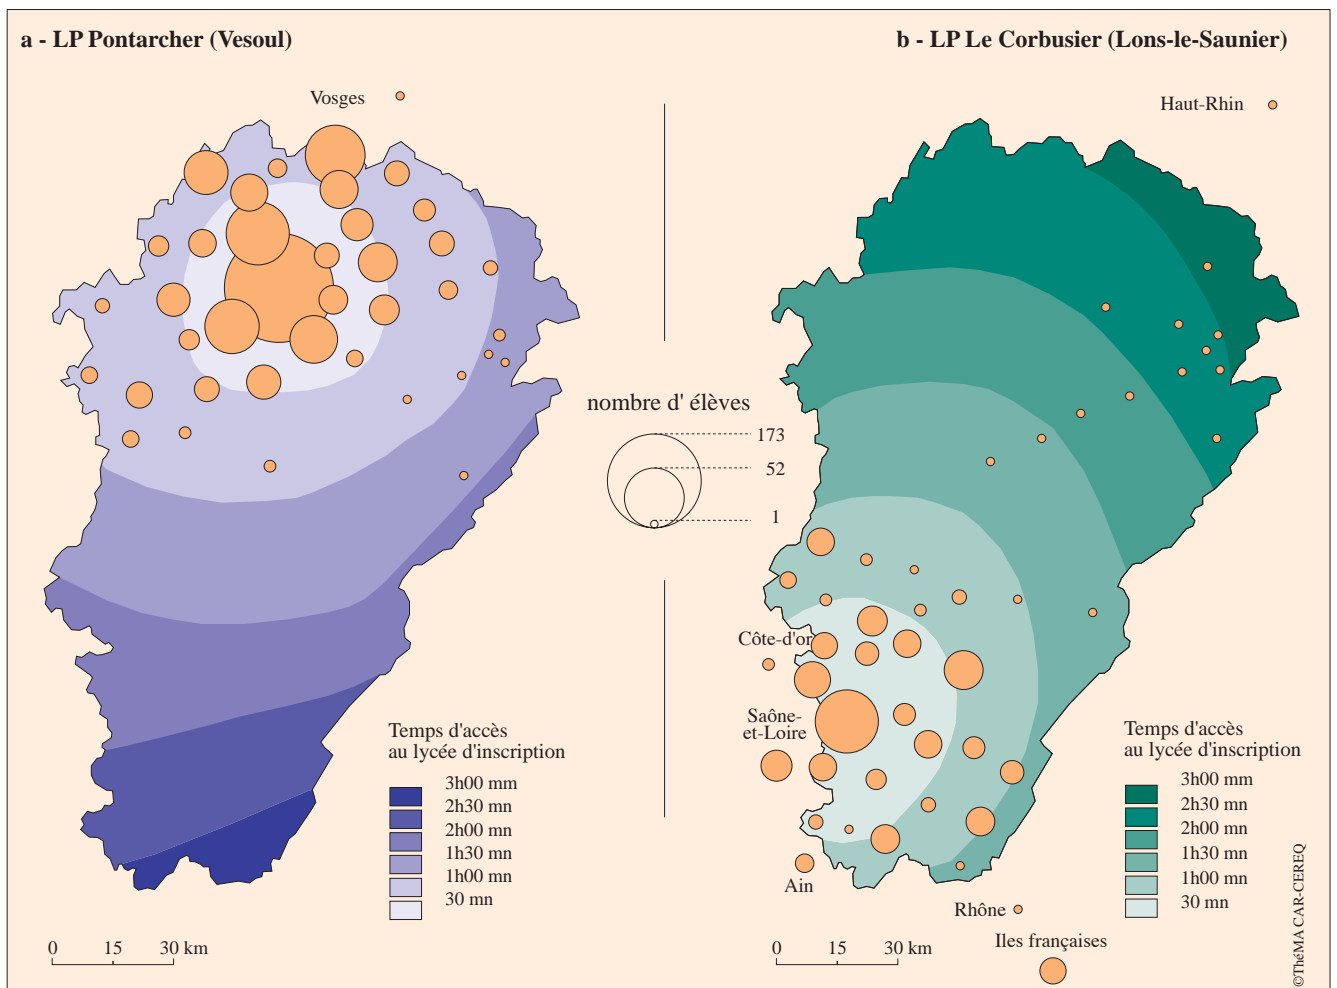 a - LP Pontarcher (Vesoul)
b - LP Le Corbusier (Lons-le-Saunier)
Vosges
Haut-Rhin
nombre d' élèves
173
52
1
Côte-d'or
Saône-
et-Loire
Ain
Rhône
Iles françaises
Temps d'accès
au lycée d'inscription
3h00 mn
2h30 mn
2h00 mn
1h30 mn
1h00 mn
30 mn
Temps d'accès
au lycée d'inscription
3h00 mm
2h30 mn
2h00 mn
1h30 mn
1h00 mn
30 mn
0 15 30 km
0 15 30 km
©ThéMA CAR-CEREQ